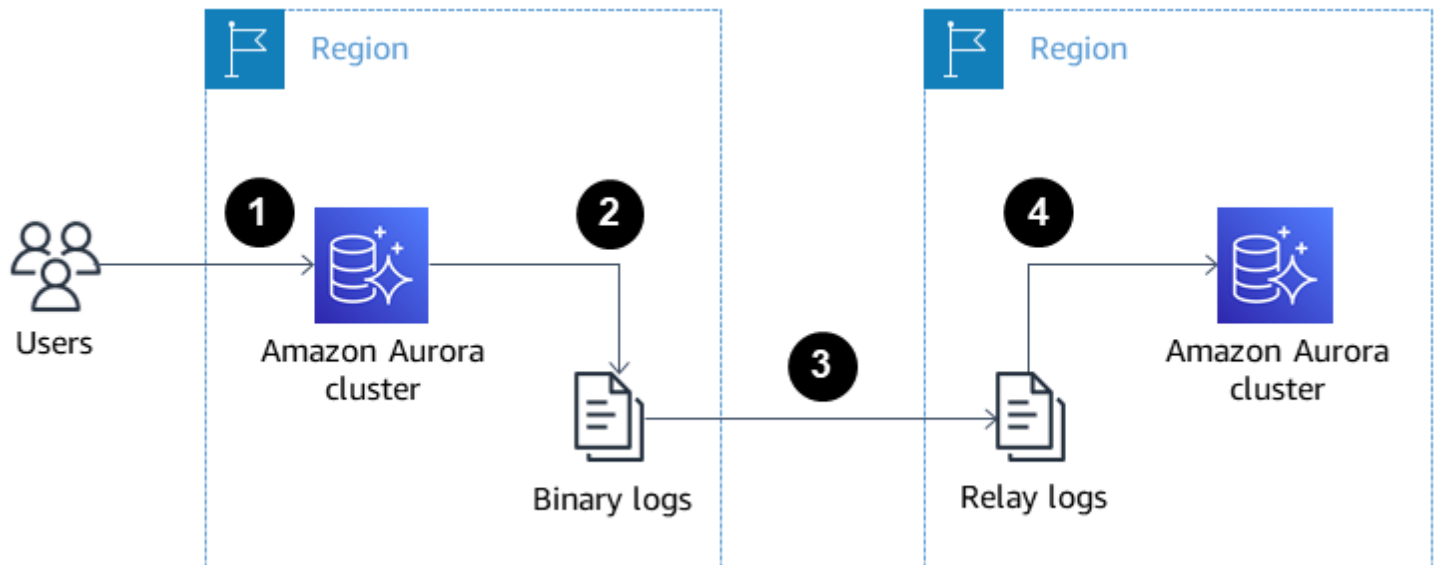 Region
Region
1
2
4
Users
Amazon Aurora
cluster
Amazon Aurora
cluster
3
Binary logs
Relay logs